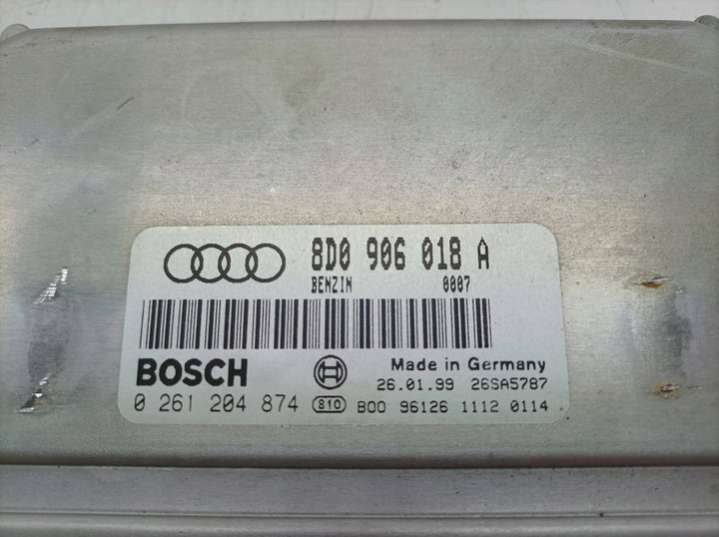 8D0 906 018 A
BENZIN 0007
BOSCH
Made in Germany
26.01.99 26SA5787
0 261 204 874 810 B00 96126 1112 0114